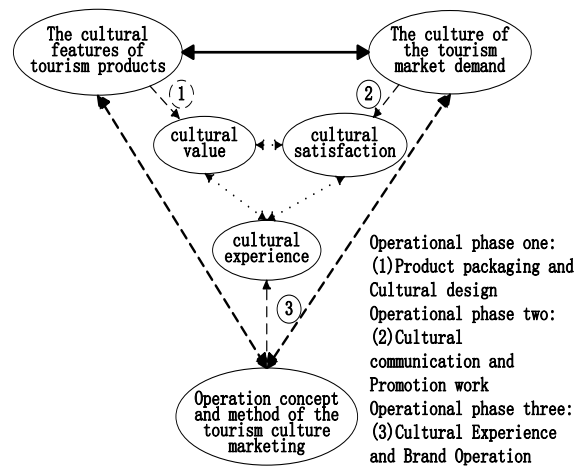 The cultural
features of
tourism products
The culture of
the tourism
market demand
1
2
cultural
value
cultural
satisfaction
cultural
experience
3
Operation concept
and method of the
tourism culture
marketing
Operational phase one:
(1)Product packaging and
Cultural design
Operational phase two:
(2)Cultural
communication and
Promotion work
Operational phase three:
(3)Cultural Experience
and Brand Operation